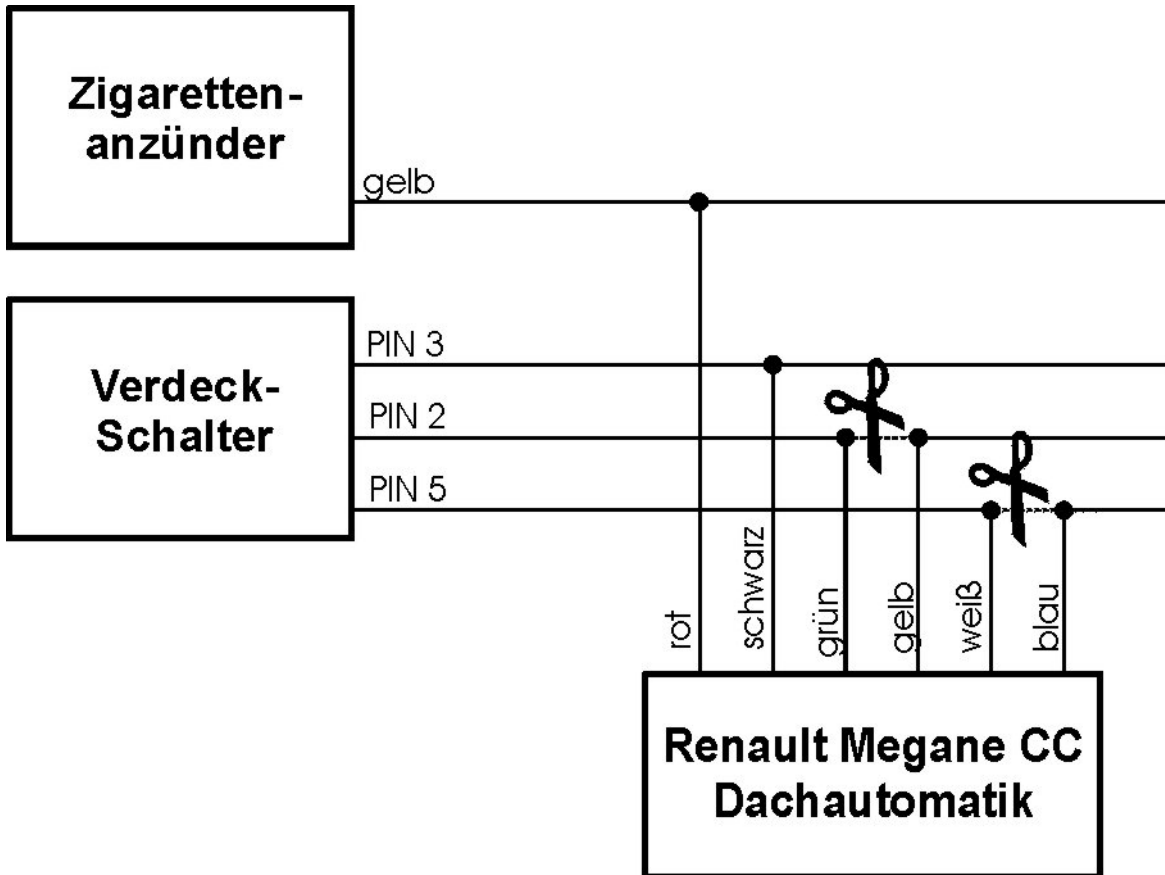 Zigaretten-
anzünder
gelb
Verdeck-
Schalter
PIN 3
PIN 2
PIN 5
rot
schwarz
grün
gelb
weiß
blau
Renault Megane CC
Dachautomatik